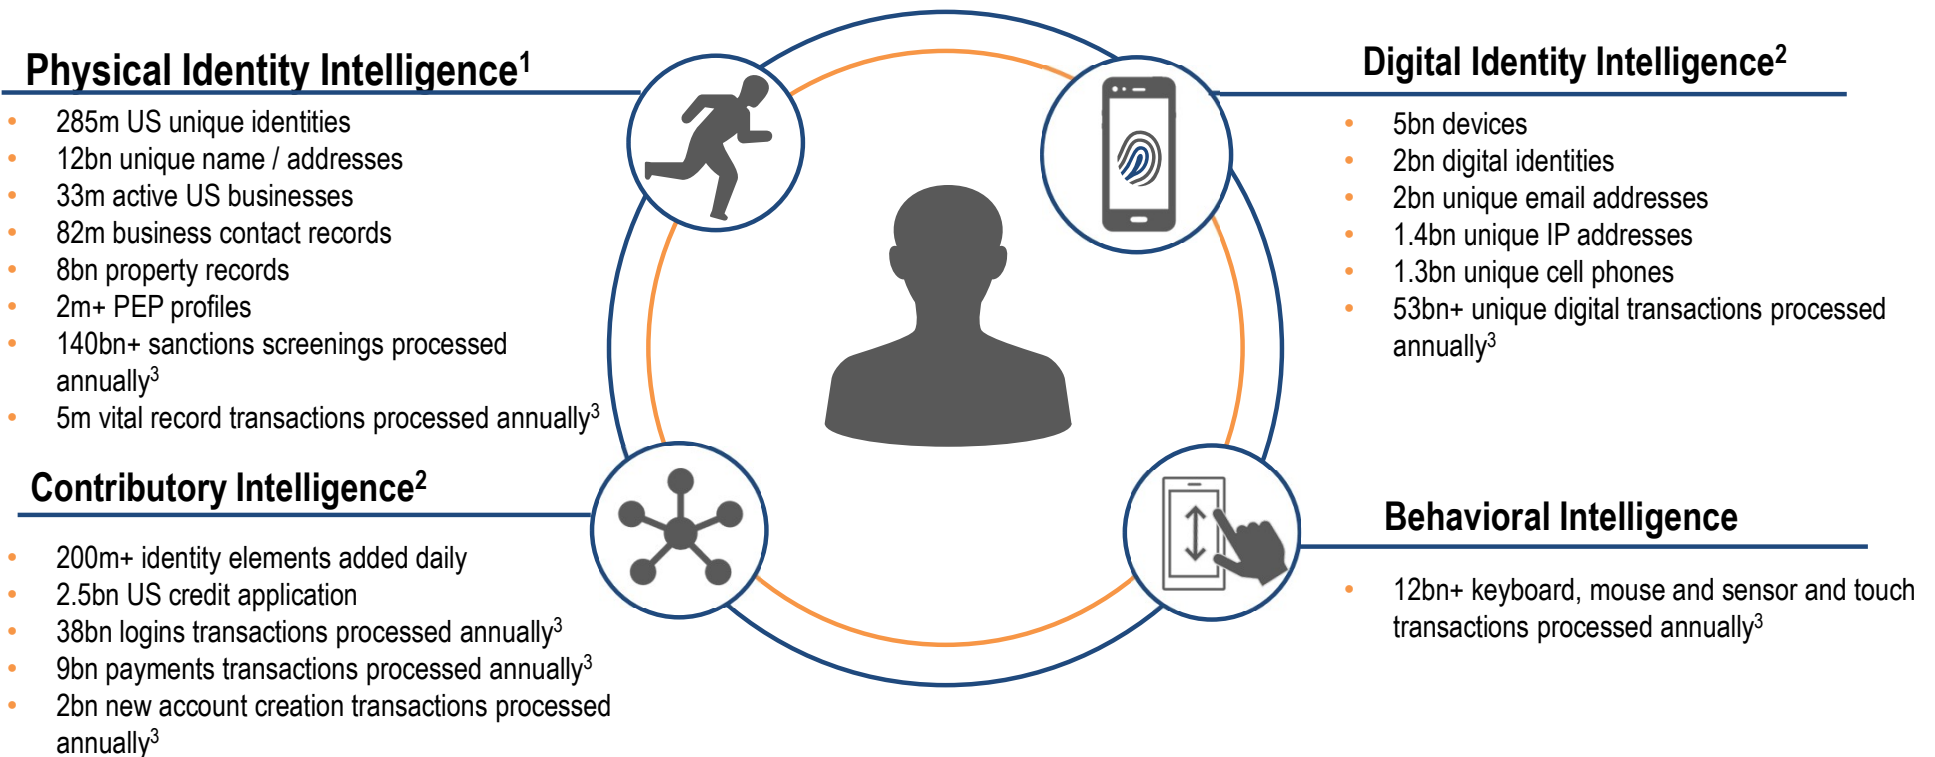 Physical Identity Intelligence1
• 285m US unique identities
• 12bn unique name / addresses
• 33m active US businesses
• 82m business contact records
• 8bn property records
• 2m+ PEP profiles
• 140bn+ sanctions screenings processed
annually3
• 5m vital record transactions processed annually3
Contributory Intelligence2
• 200m+ identity elements added daily
• 2.5bn US credit application
• 38bn logins transactions processed annually3
• 9bn payments transactions processed annually3
• 2bn new account creation transactions processed
annually3
Digital Identity Intelligence2
• 5bn devices
• 2bn digital identities
• 2bn unique email addresses
• 1.4bn unique IP addresses
• 1.3bn unique cell phones
• 53bn+ unique digital transactions processed
annually3
Behavioral Intelligence
• 12bn+ keyboard, mouse and sensor and touch
transactions processed annually3